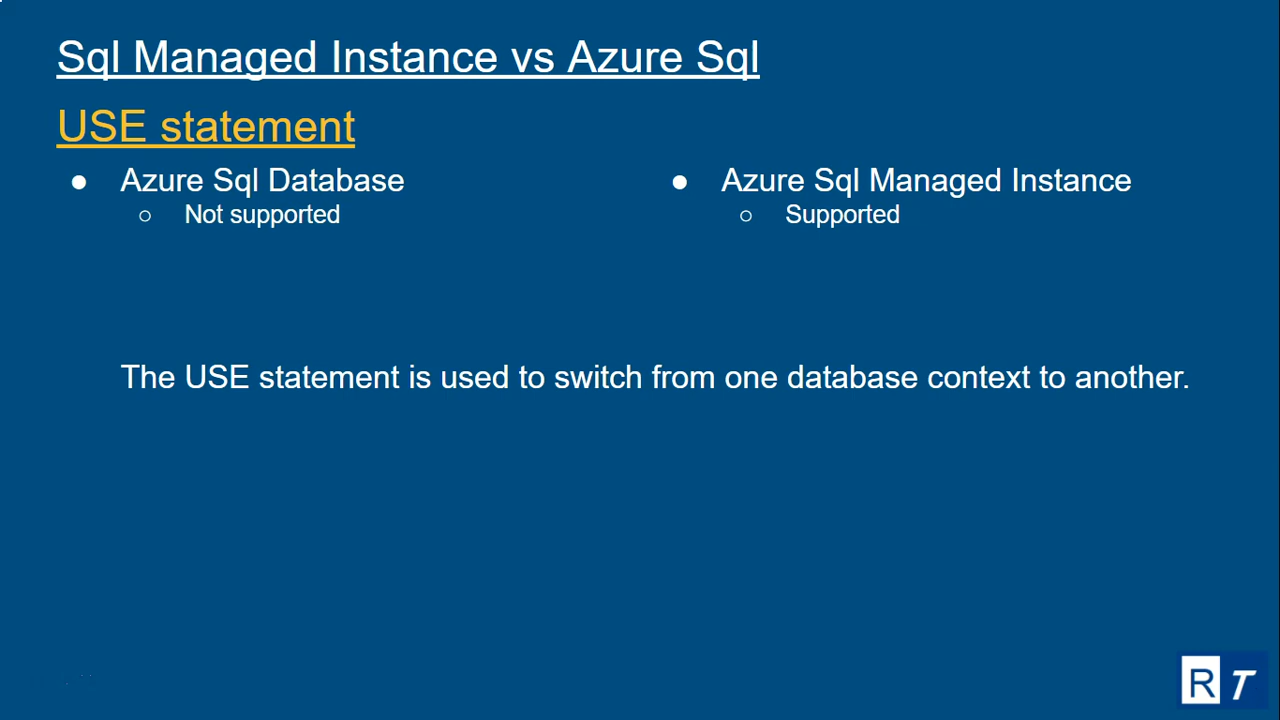 Sql Managed Instance vs Azure Sql
USE statement
● Azure Sql Database
○ Not supported
● Azure Sql Managed Instance
○ Supported
The USE statement is used to switch from one database context to another.
R T